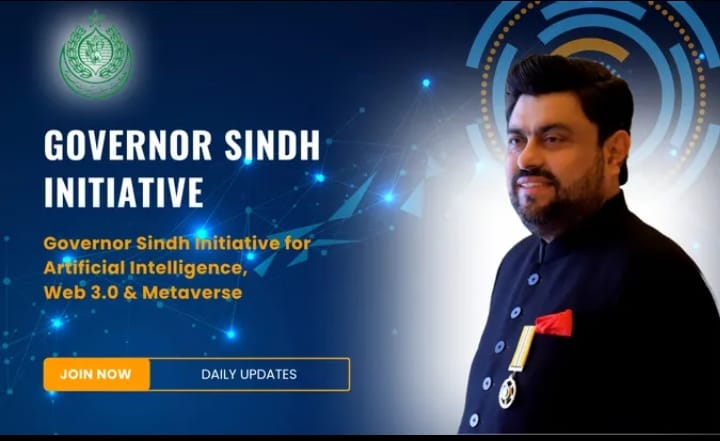 GOVERNOR SINDH
INITIATIVE
Governor Sindh Initiative for
Artificial Intelligence,
Web 3.0 & Metaverse
JOIN NOW
DAILY UPDATES